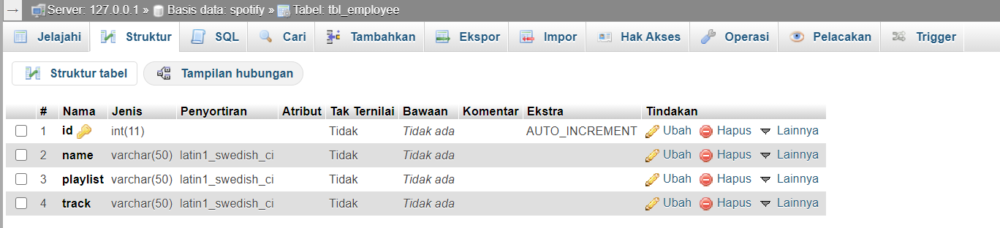 Server: 127.0.0.1 » Basis data: spotify » Tabel: tbl_employee
Jelajahi Struktur SQL Cari Tambahkan Ekspor Impor Hak Akses Operasi Pelacakan Trigger
Struktur tabel Tampilan hubungan
# Nama Jenis Penyortiran Atribut Tak Ternilai Bawaan Komentar Ekstra Tindakan
1 id int(11) Tidak Tidak ada AUTO_INCREMENT Ubah Hapus Lainnya
2 name varchar(50) latin1_swedish_ci Tidak Tidak ada Ubah Hapus Lainnya
3 playlist varchar(50) latin1_swedish_ci Tidak Tidak ada Ubah Hapus Lainnya
4 track varchar(50) latin1_swedish_ci Tidak Tidak ada Ubah Hapus Lainnya